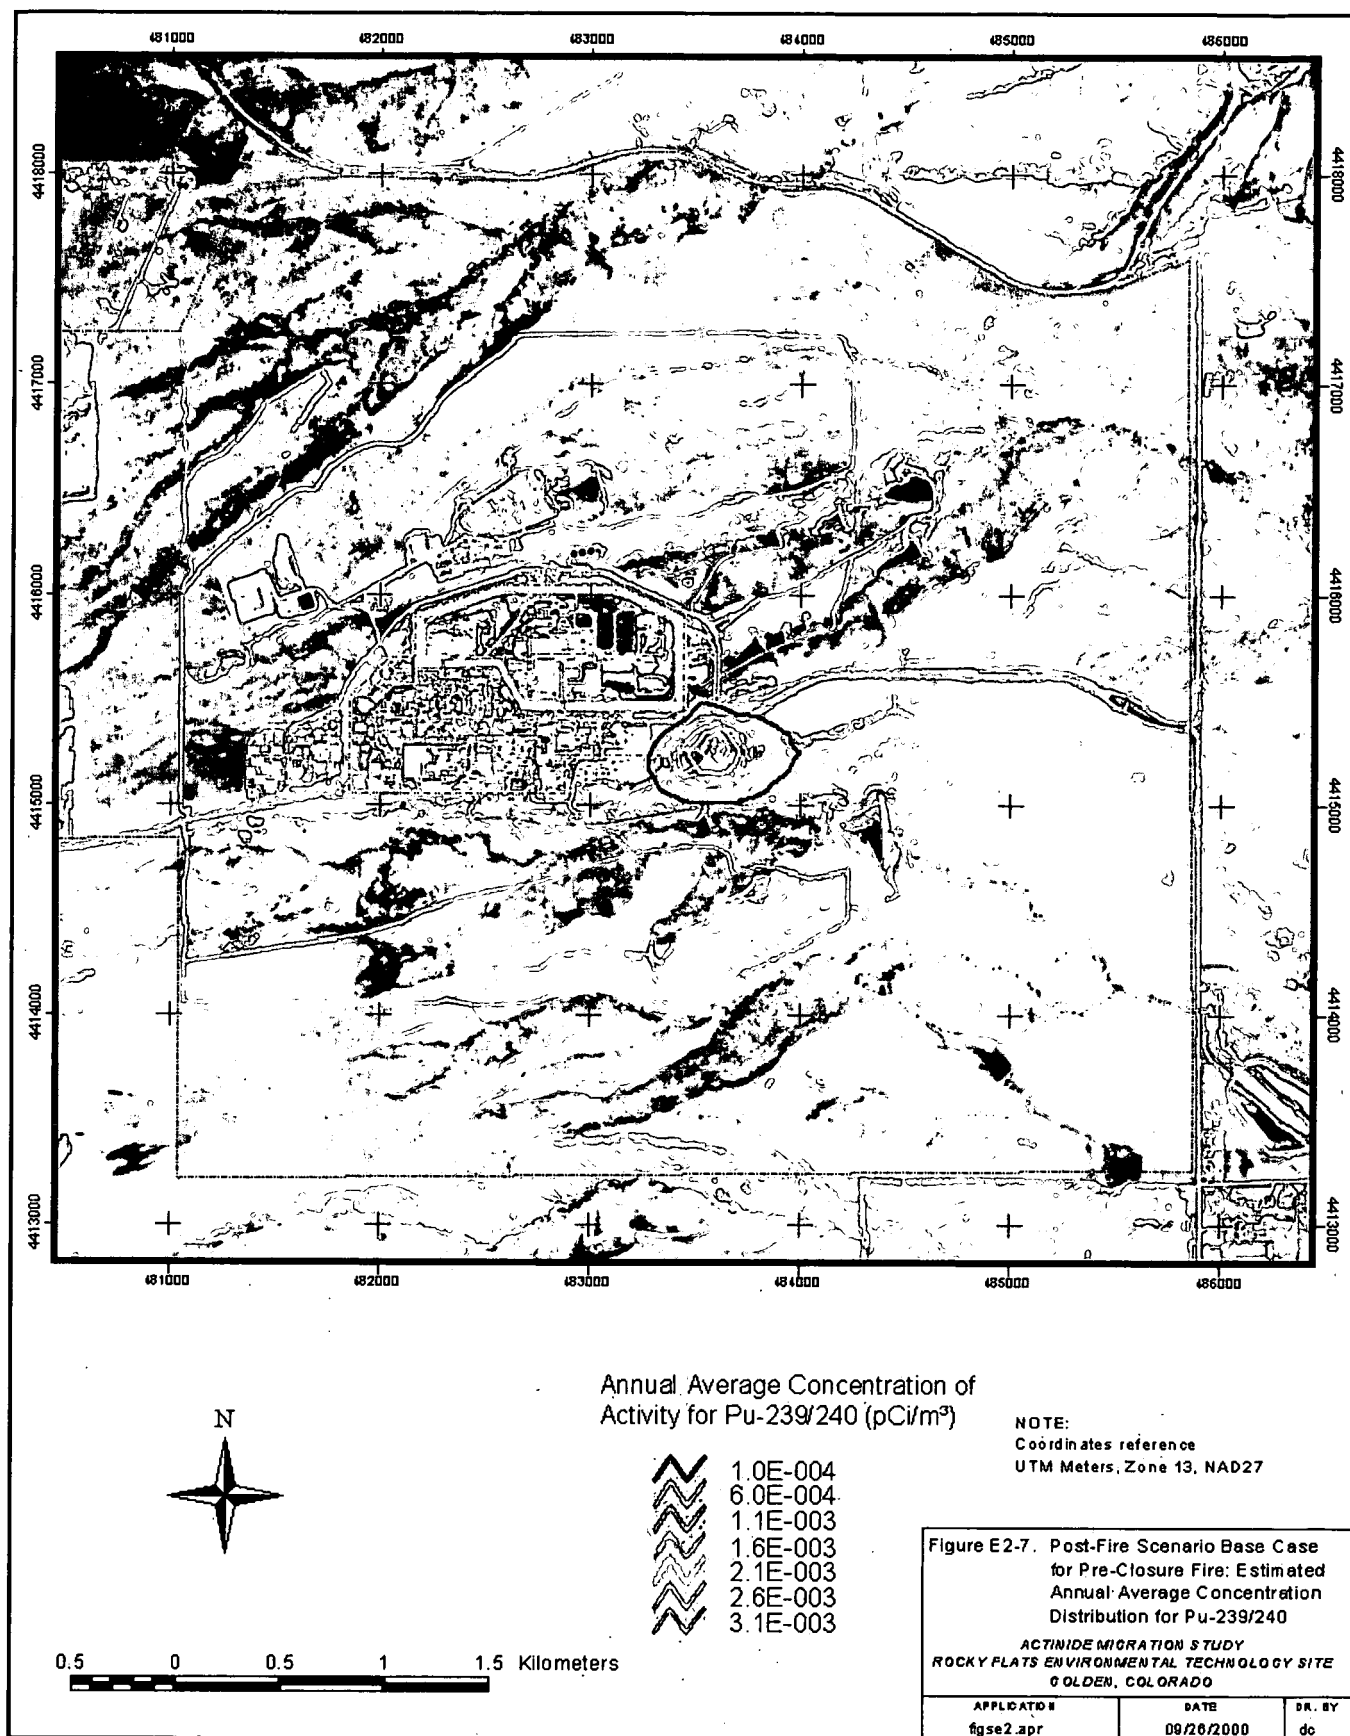 481000 482000 483000 484000 485000 486000
4418000 4418000
4417000 4417000
4416000 4416000
4415000 4415000
4414000 4414000
4413000 4413000
481000 482000 483000 484000 485000 486000
Annual Average Concentration of
Activity for Pu-239/240 (pCi/m³)
1.0E-004
6.0E-004
1.1E-003
1.6E-003
2.1E-003
2.6E-003
3.1E-003
NOTE:
Coordinates reference
UTM Meters, Zone 13, NAD27
N
0.5 0 0.5 1 1.5 Kilometers
Figure E2-7. Post-Fire Scenario Base Case
for Pre-Closure Fire: Estimated
Annual Average Concentration
Distribution for Pu-239/240
ACTINIDE MIGRATION STUDY
ROCKY FLATS ENVIRONMENTAL TECHNOLOGY SITE
GOLDEN, COLORADO
APPLICATION DATE DR. BY
figse2.apr 09/26/2000 dc